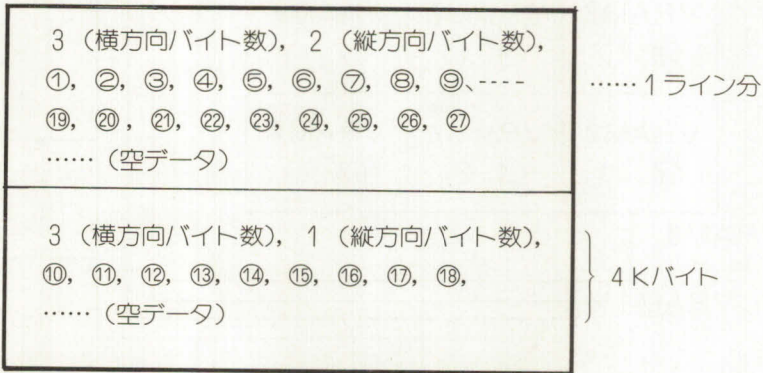 3 (横方向バイト数), 2 (縦方向バイト数),
①, ②, ③, ④, ⑤, ⑥, ⑦, ⑧, ⑨、----
⑲, ⑳, ㉑, ㉒, ㉓, ㉔, ㉕, ㉖, ㉗
…… (空データ)
…… 1ライン分
3 (横方向バイト数), 1 (縦方向バイト数),
⑩, ⑪, ⑫, ⑬, ⑭, ⑮, ⑯, ⑰, ⑱,
…… (空データ)
4Kバイト